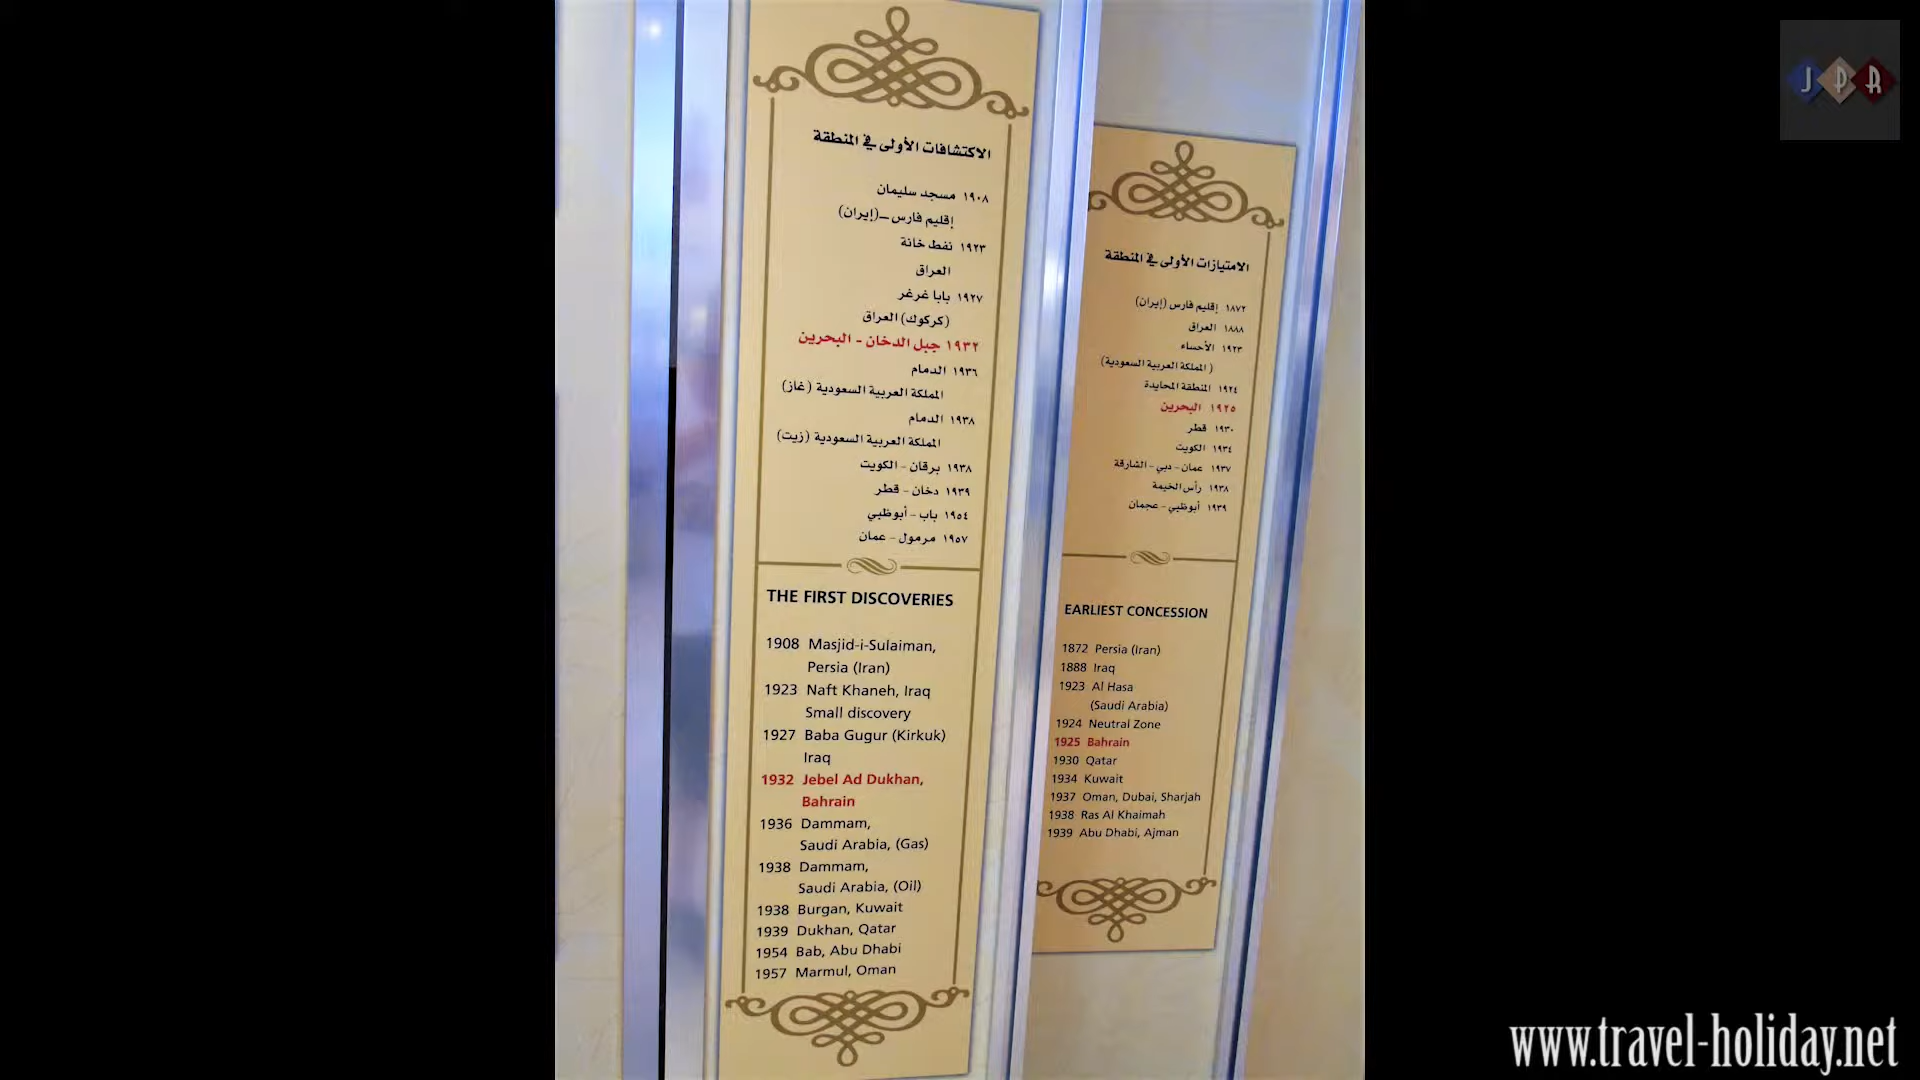 الاكتشافات الأولى في المنطقة
١٩٠٨ مسجد سليمان
إقليم فارس –(إيران)
١٩٢٣ نفط خانة
العراق
١٩٢٧ بابا غرغر
(كركوك) العراق
١٩٣٢ جبل الدخان - البحرين
١٩٣٦ الدمام
المملكة العربية السعودية (غاز)
١٩٣٨ الدمام
المملكة العربية السعودية (زيت)
١٩٣٨ برقان - الكويت
١٩٣٩ دخان - قطر
١٩٥٤ باب - أبوظبي
١٩٥٧ مرمول - عمان
THE FIRST DISCOVERIES
1908 Masjid-i-Sulaiman,
Persia (Iran)
1923 Naft Khaneh, Iraq
Small discovery
1927 Baba Gugur (Kirkuk)
Iraq
1932 Jebel Ad Dukhan,
Bahrain
1936 Dammam,
Saudi Arabia, (Gas)
1938 Dammam,
Saudi Arabia, (Oil)
1938 Burgan, Kuwait
1939 Dukhan, Qatar
1954 Bab, Abu Dhabi
1957 Marmul, Oman
الامتيازات الأولى في المنطقة
١٨٧٢ إقليم فارس (إيران)
١٨٨٨ العراق
١٩٢٣ الأحساء
( المملكة العربية السعودية)
١٩٢٤ المنطقة المحايدة
١٩٢٥ البحرين
١٩٣٠ قطر
١٩٣٤ الكويت
١٩٣٧ عمان - دبي - الشارقة
١٩٣٨ رأس الخيمة
١٩٣٩ أبوظبي - عجمان
EARLIEST CONCESSION
1872 Persia (Iran)
1888 Iraq
1923 Al Hasa
(Saudi Arabia)
1924 Neutral Zone
1925 Bahrain
1930 Qatar
1934 Kuwait
1937 Oman, Dubai, Sharjah
1938 Ras Al Khaimah
1939 Abu Dhabi, Ajman
JPR
www.travel-holiday.net